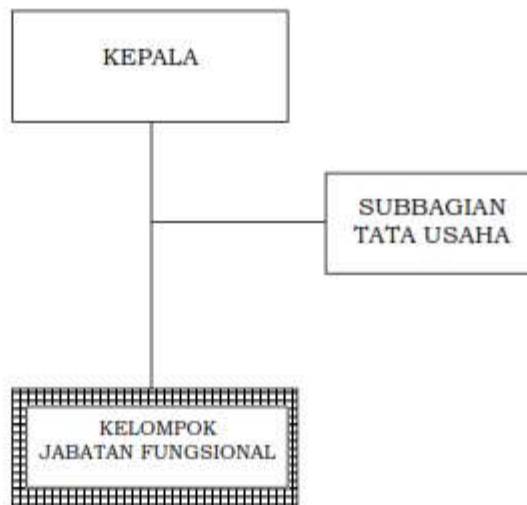 KEPALA
SUBBAGIAN
TATA USAHA
KELOMPOK
JABATAN FUNGSIONAL